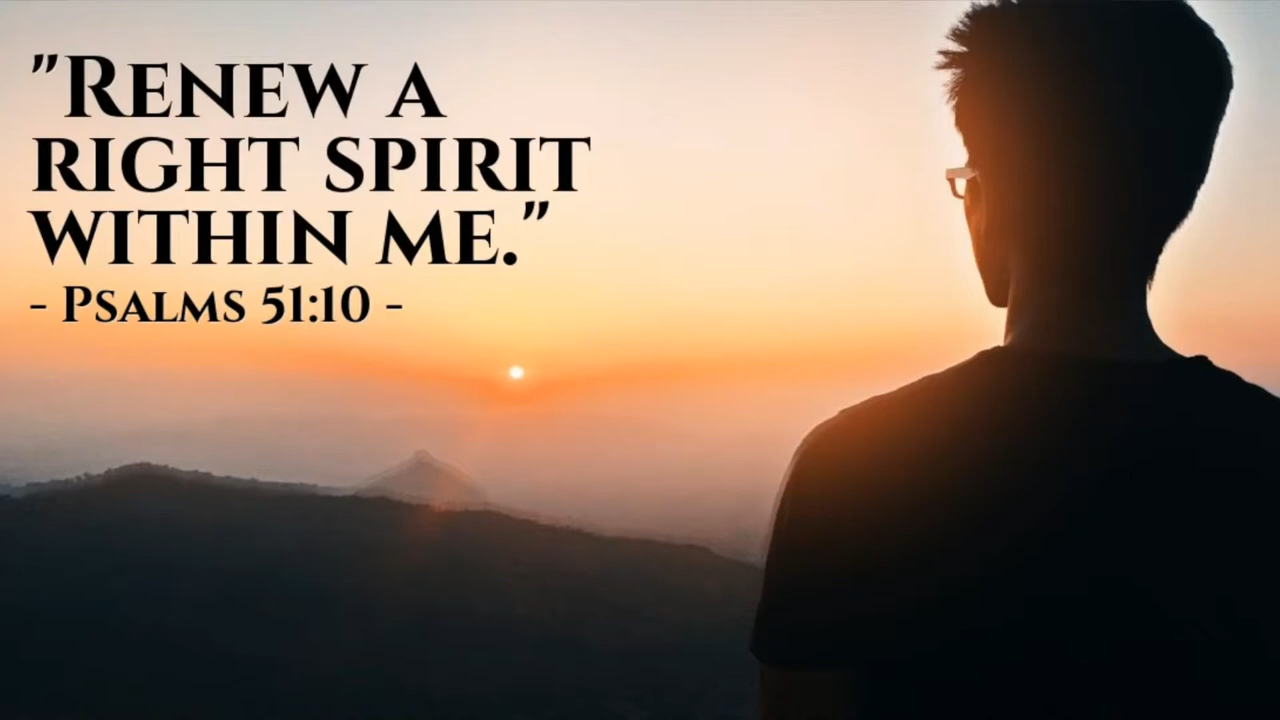 "Renew a
right spirit
within me."
- Psalms 51:10 -